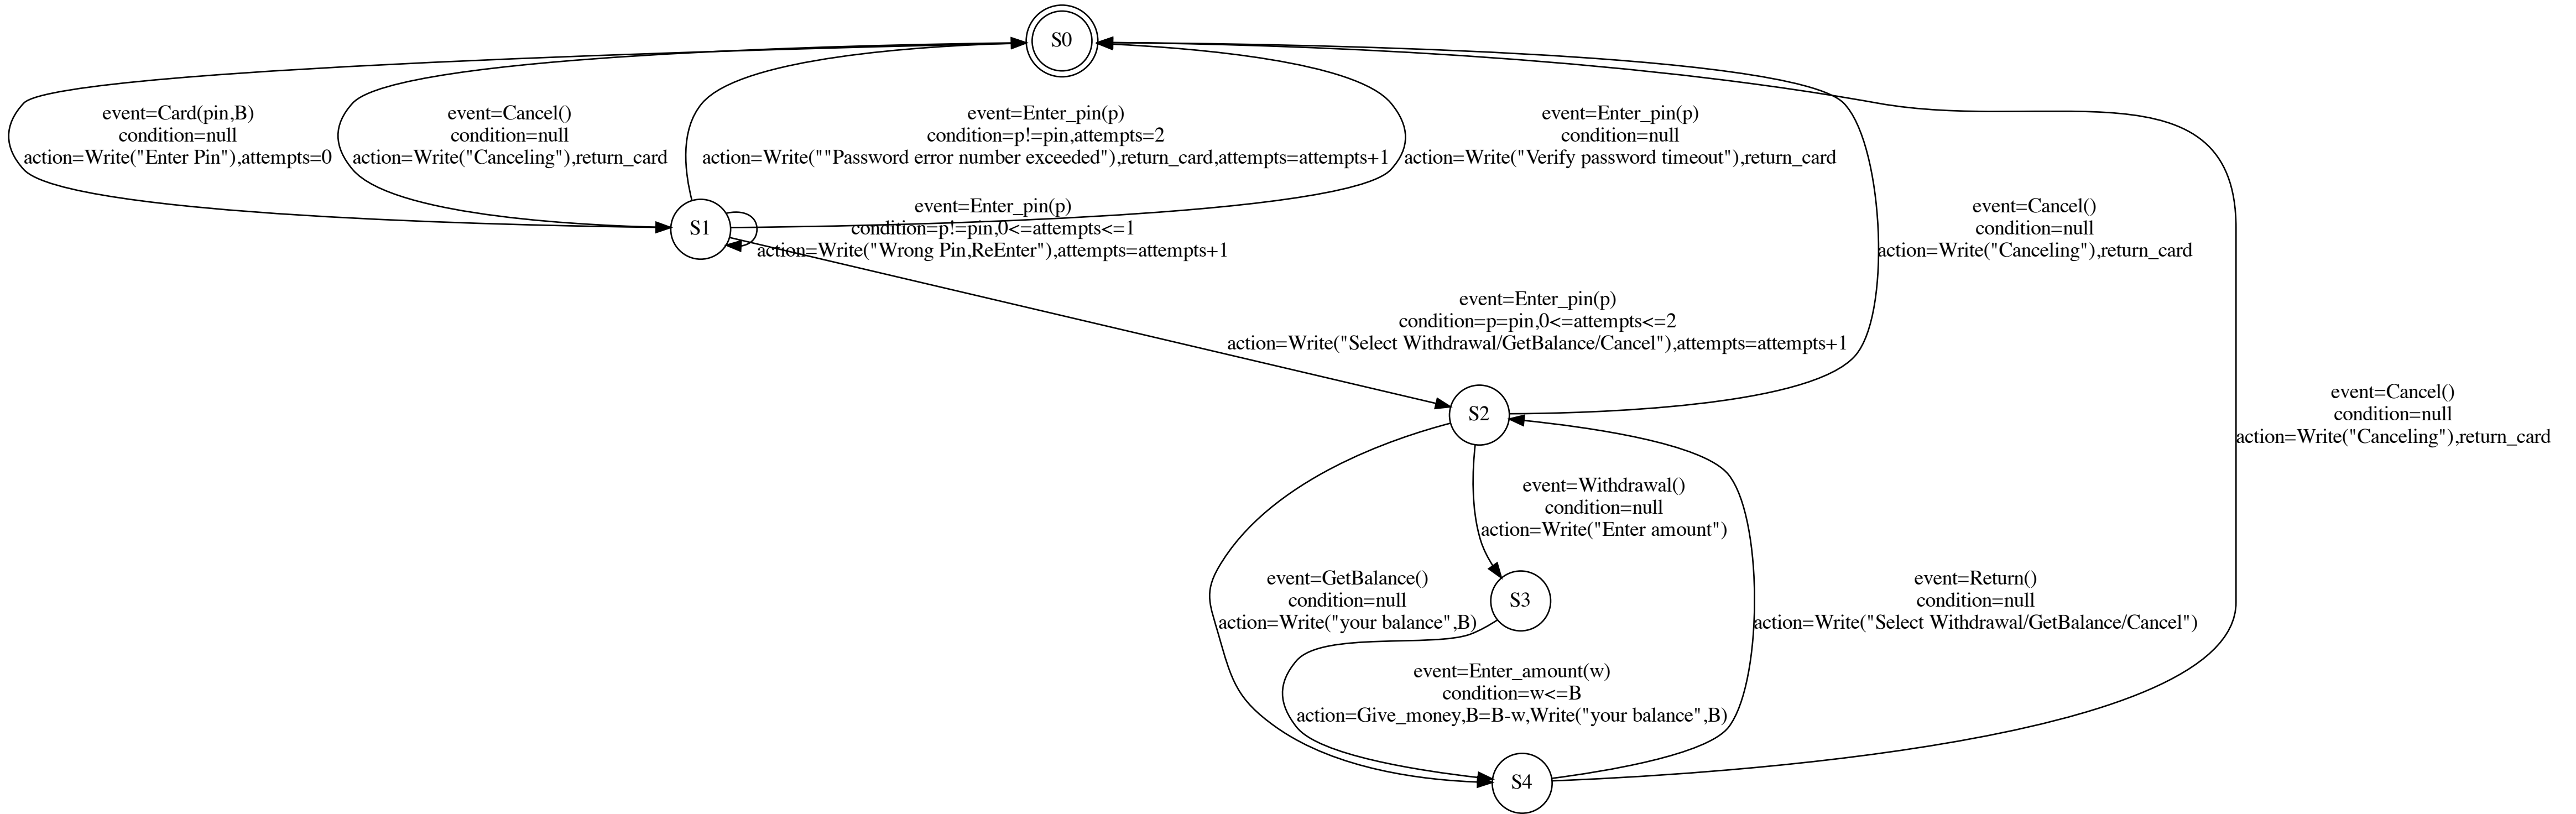 S0
event=Card(pin,B)
condition=null
action=Write("Enter Pin"),attempts=0
event=Cancel()
condition=null
action=Write("Canceling"),return_card
event=Enter_pin(p)
condition=p!=pin,attempts=2
action=Write(""Password error number exceeded"),return_card,attempts=attempts+1
event=Enter_pin(p)
condition=null
action=Write("Verify password timeout"),return_card
S1
event=Enter_pin(p)
condition=p!=pin,0<=attempts<=1
action=Write("Wrong Pin,ReEnter"),attempts=attempts+1
event=Cancel()
condition=null
action=Write("Canceling"),return_card
event=Enter_pin(p)
condition=p=pin,0<=attempts<=2
action=Write("Select Withdrawal/GetBalance/Cancel"),attempts=attempts+1
S2
event=Cancel()
condition=null
action=Write("Canceling"),return_card
event=Withdrawal()
condition=null
action=Write("Enter amount")
event=GetBalance()
condition=null
action=Write("your balance",B)
S3
event=Return()
condition=null
action=Write("Select Withdrawal/GetBalance/Cancel")
event=Enter_amount(w)
condition=w<=B
action=Give_money,B=B-w,Write("your balance",B)
S4